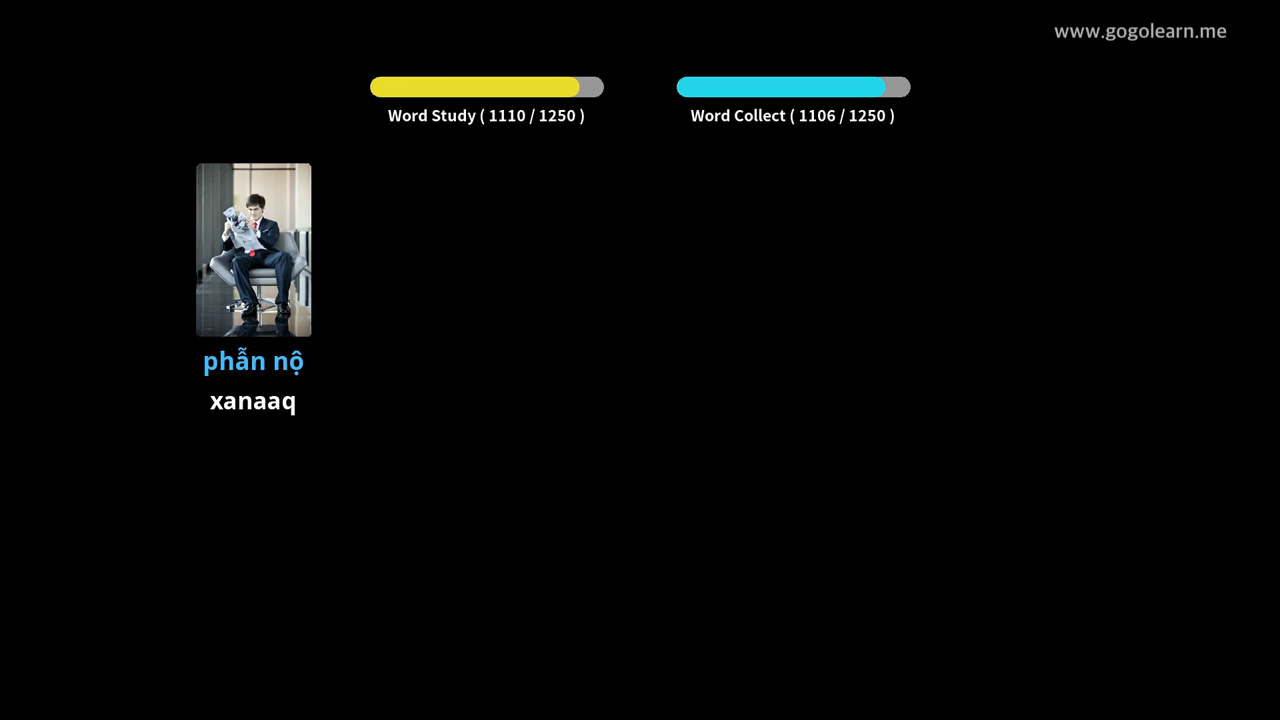 www.gogolearn.me
Word Study ( 1110 / 1250 )
Word Collect ( 1106 / 1250 )
phẫn nộ
xanaaq